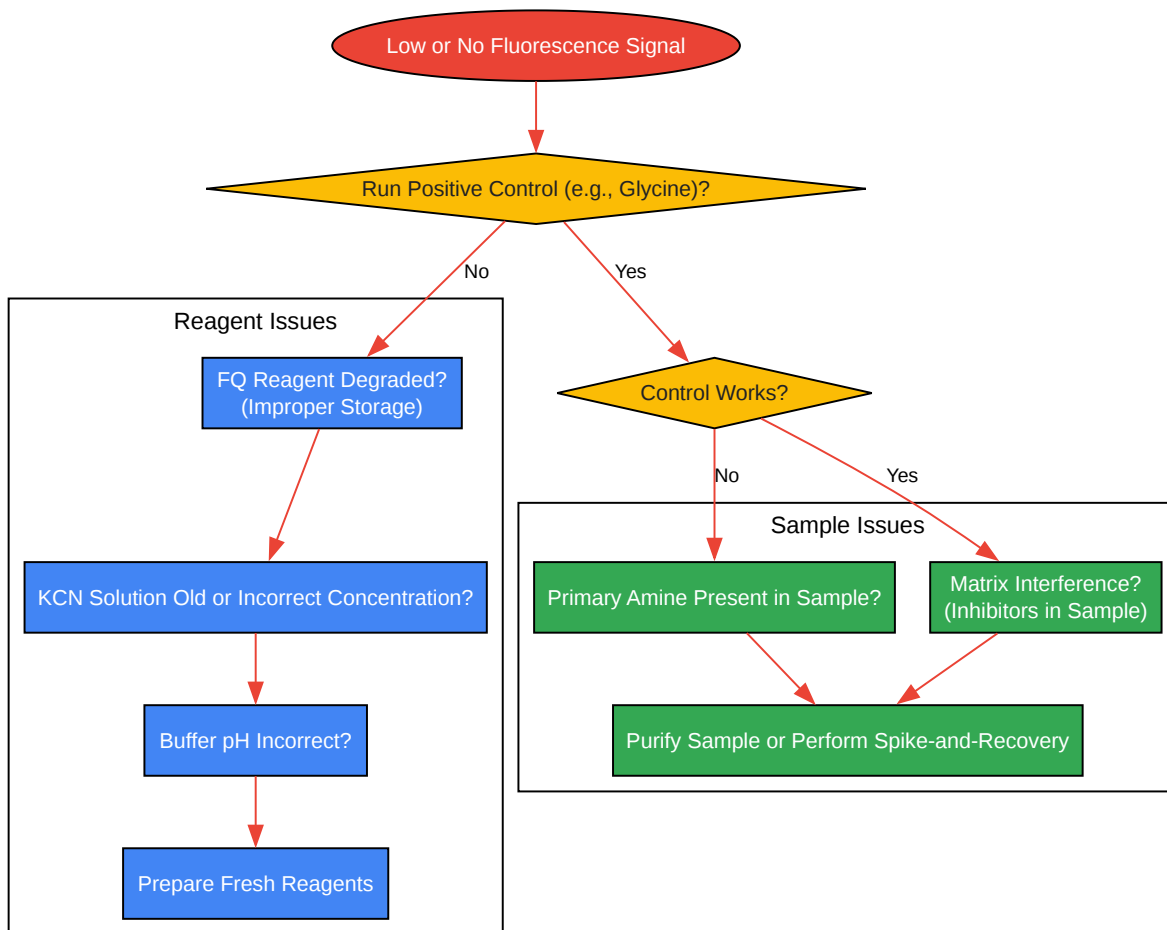 Low or No Fluorescence Signal
Run Positive Control (e.g., Glycine)?
No
Yes
Reagent Issues
FQ Reagent Degraded?
(Improper Storage)
Control Works?
No
Yes
Sample Issues
KCN Solution Old or Incorrect Concentration?
Primary Amine Present in Sample?
Matrix Interference?
(Inhibitors in Sample)
Buffer pH Incorrect?
Purify Sample or Perform Spike-and-Recovery
Prepare Fresh Reagents